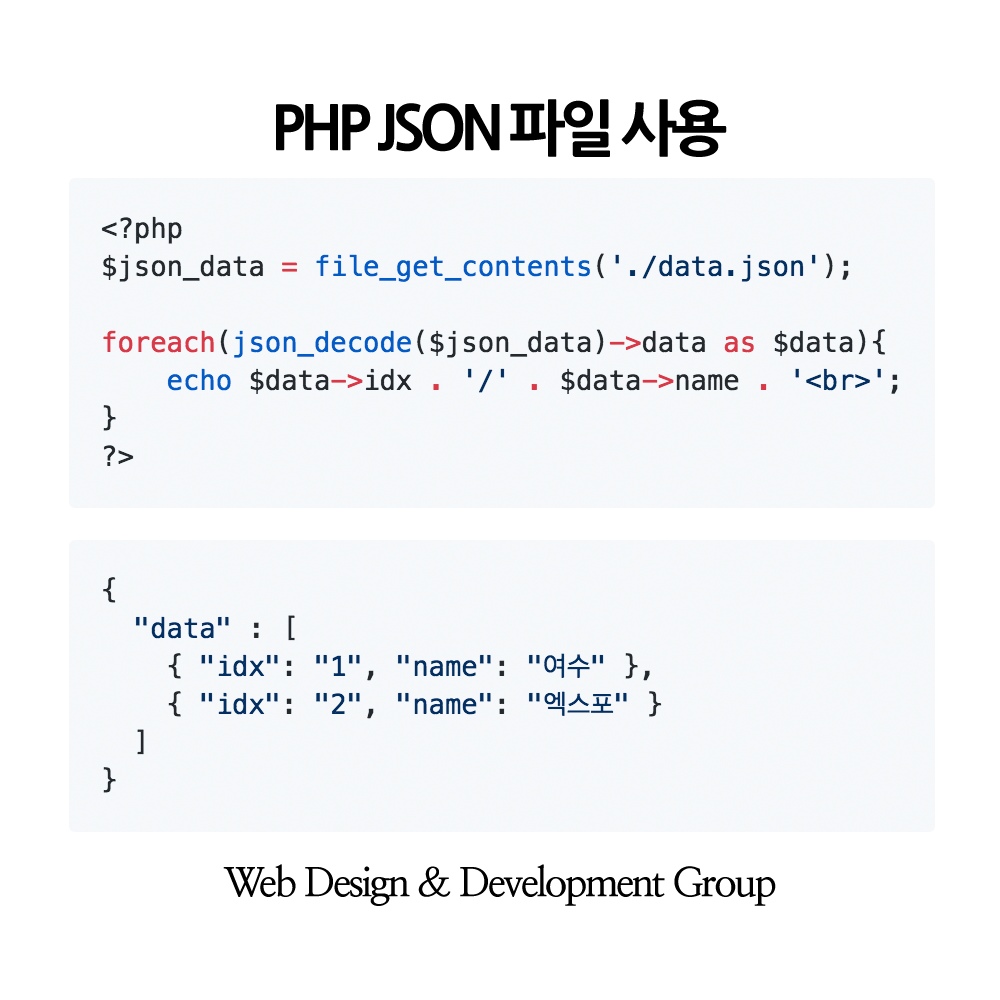 PHP JSON 파일 사용
<?php
$json_data = file_get_contents('./data.json');
foreach(json_decode($json_data)->data as $data){
    echo $data->idx . '/' . $data->name . '<br>';
}
?>
{
  "data" : [
    { "idx": "1", "name": "여수" },
    { "idx": "2", "name": "엑스포" }
  ]
}
Web Design & Development Group